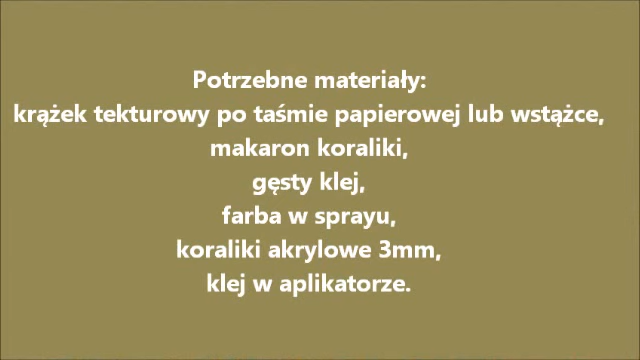 Potrzebne materiały:
krążek tekturowy po taśmie papierowej lub wstążce,
makaron koraliki,
gęsty klej,
farba w sprayu,
koraliki akrylowe 3mm,
klej w aplikatorze.